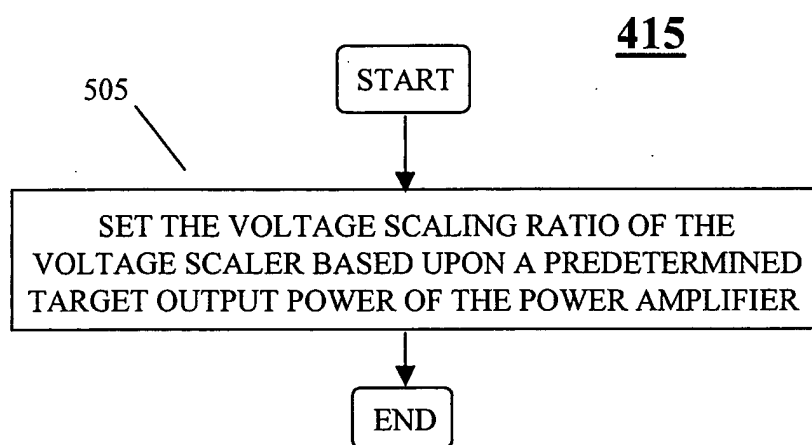 415
START
505
SET THE VOLTAGE SCALING RATIO OF THE
VOLTAGE SCALER BASED UPON A PREDETERMINED
TARGET OUTPUT POWER OF THE POWER AMPLIFIER
END